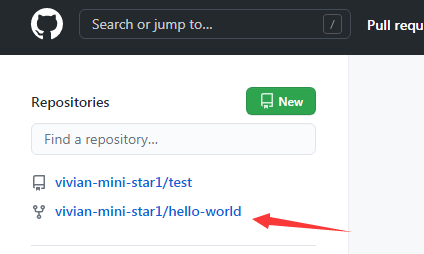 Search or jump to... / Pull requ
Repositories New
Find a repository...
vivian-mini-star1/test
vivian-mini-star1/hello-world